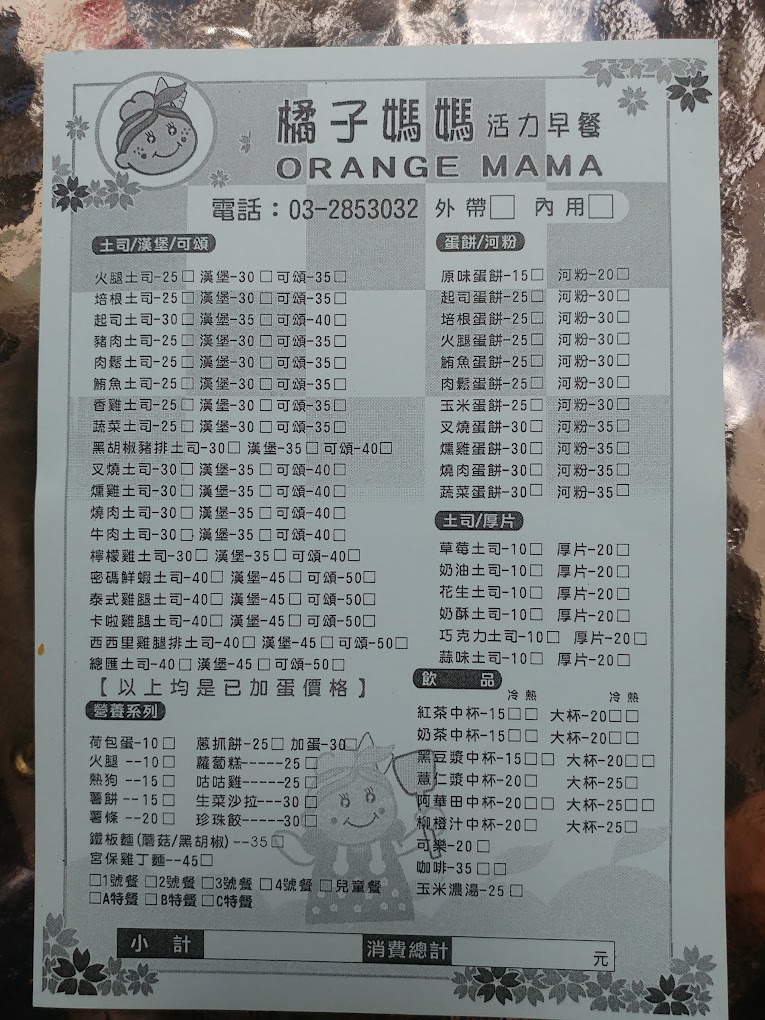 橘子媽媽 活力早餐
ORANGE MAMA
電話：03-2853032 外帶□ 內用□
土司/漢堡/可頌
火腿土司-25□ 漢堡-30□ 可頌-35□
培根土司-25□ 漢堡-30□ 可頌-35□
起司土司-30□ 漢堡-35□ 可頌-40□
豬肉土司-25□ 漢堡-30□ 可頌-35□
肉鬆土司-25□ 漢堡-30□ 可頌-35□
鮪魚土司-25□ 漢堡-30□ 可頌-35□
香雞土司-25□ 漢堡-30□ 可頌-35□
蔬菜土司-25□ 漢堡-30□ 可頌-35□
黑胡椒豬排土司-30□ 漢堡-35□ 可頌-40□
叉燒土司-30□ 漢堡-35□ 可頌-40□
燻雞土司-30□ 漢堡-35□ 可頌-40□
燒肉土司-30□ 漢堡-35□ 可頌-40□
牛肉土司-30□ 漢堡-35□ 可頌-40□
檸檬雞土司-30□ 漢堡-35□ 可頌-40□
密碼鮮蝦土司-40□ 漢堡-45□ 可頌-50□
泰式雞腿土司-40□ 漢堡-45□ 可頌-50□
卡啦雞腿土司-40□ 漢堡-45□ 可頌-50□
西西里雞腿排土司-40□ 漢堡-45□ 可頌-50□
總匯土司-40□ 漢堡-45□ 可頌-50□
【以上均是已加蛋價格】
營養系列
荷包蛋-10□ 蔥抓餅-25□ 加蛋-30□
火腿--10□ 蘿蔔糕-----25□
熱狗--15□ 咕咕雞-----25□
薯餅--15□ 生菜沙拉---30□
薯條--20□ 珍珠餃-----30□
鐵板麵(蘑菇/黑胡椒)--35□
宮保雞丁麵--45□
□1號餐 □2號餐 □3號餐 □4號餐 □兒童餐
□A特餐 □B特餐 □C特餐
蛋餅/河粉
原味蛋餅-15□ 河粉-20□
起司蛋餅-25□ 河粉-30□
培根蛋餅-25□ 河粉-30□
火腿蛋餅-25□ 河粉-30□
鮪魚蛋餅-25□ 河粉-30□
肉鬆蛋餅-25□ 河粉-30□
玉米蛋餅-25□ 河粉-30□
叉燒蛋餅-30□ 河粉-35□
燻雞蛋餅-30□ 河粉-35□
燒肉蛋餅-30□ 河粉-35□
蔬菜蛋餅-30□ 河粉-35□
土司/厚片
草莓土司-10□ 厚片-20□
奶油土司-10□ 厚片-20□
花生土司-10□ 厚片-20□
奶酥土司-10□ 厚片-20□
巧克力土司-10□ 厚片-20□
蒜味土司-10□ 厚片-20□
飲 品
冷 熱 冷 熱
紅茶中杯-15□□ 大杯-20□□
奶茶中杯-15□□ 大杯-20□□
黑豆漿中杯-15□□ 大杯-20□□
薏仁漿中杯-20□ 大杯-25□
阿華田中杯-20□□ 大杯-25□□
柳橙汁中杯-20□ 大杯-25□
可樂-20□
咖啡-35□□
玉米濃湯-25□
小計 消費總計 元